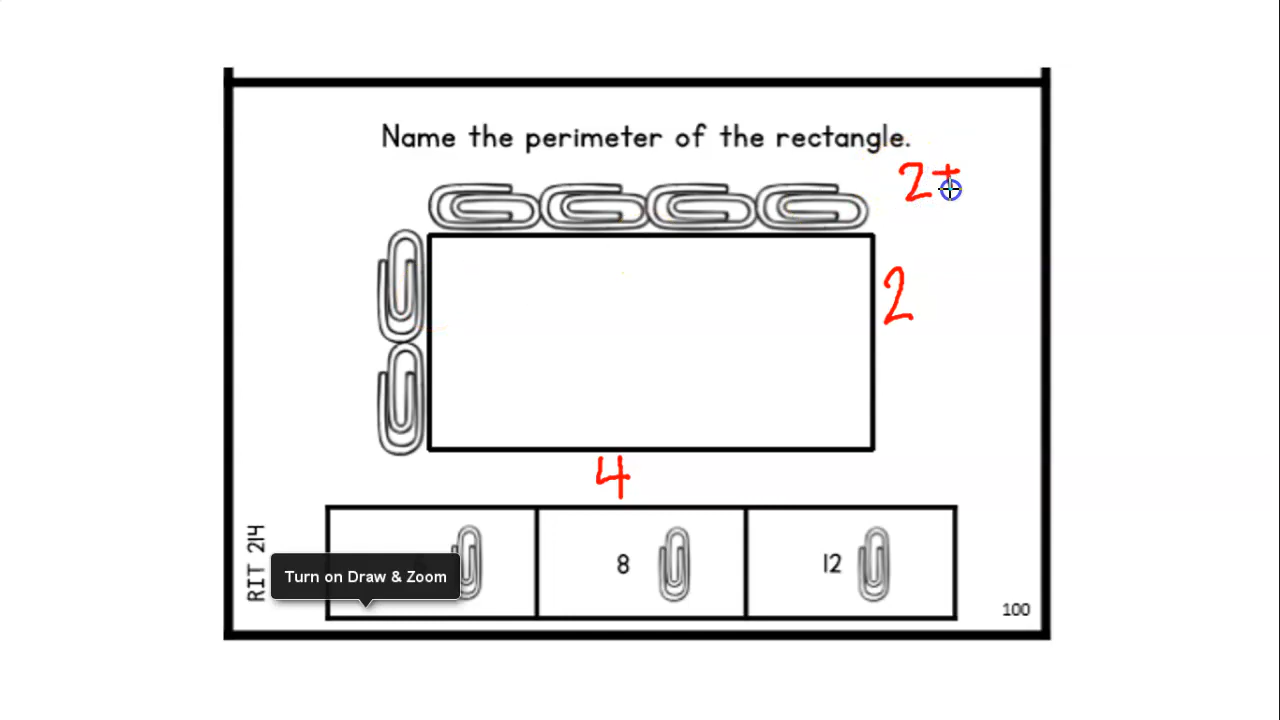 Name the perimeter of the rectangle.
2+
2
4
RIT 214
Turn on Draw & Zoom
8
12
100